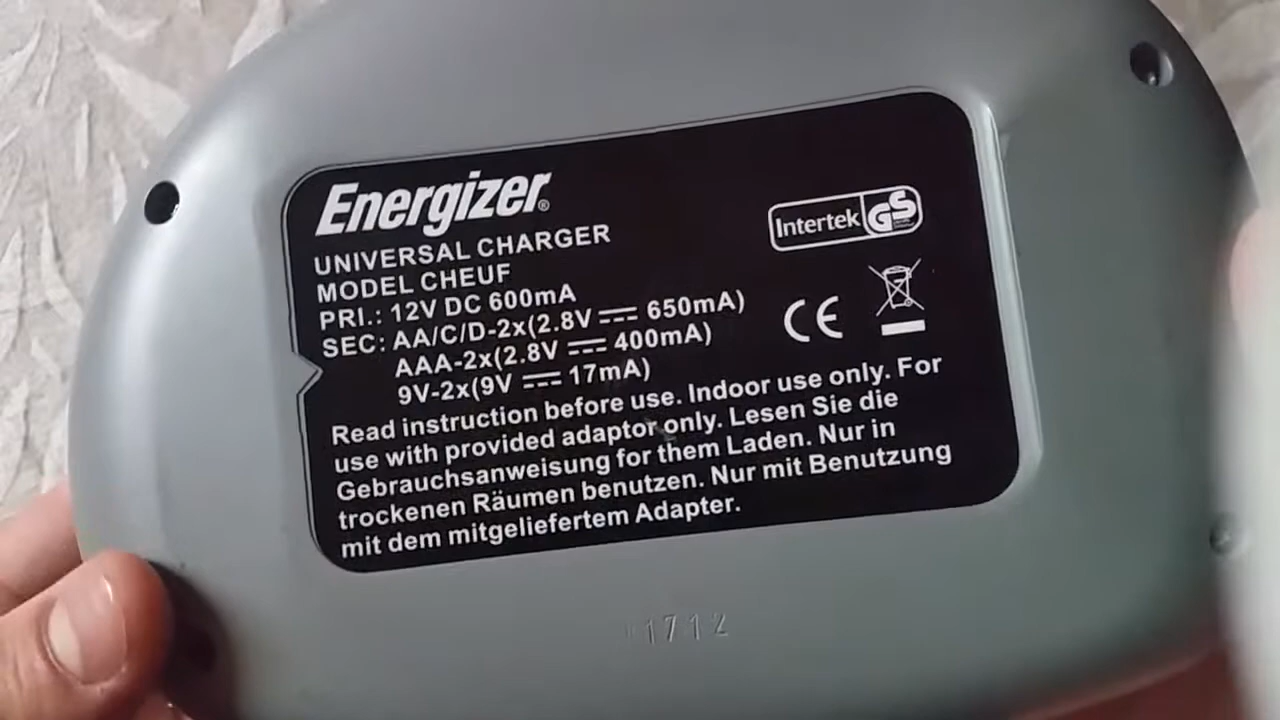 Energizer®
UNIVERSAL CHARGER
MODEL CHEUF
PRI.: 12V DC 600mA
SEC: AA/C/D-2x(2.8V ⎓ 650mA)
AAA-2x(2.8V ⎓ 400mA)
9V-2x(9V ⎓ 17mA)
Intertek GS
CE
Read instruction before use. Indoor use only. For
use with provided adaptor only. Lesen Sie die
Gebrauchsanweisung for them Laden. Nur in
trockenen Räumen benutzen. Nur mit Benutzung
mit dem mitgeliefertem Adapter.
1712